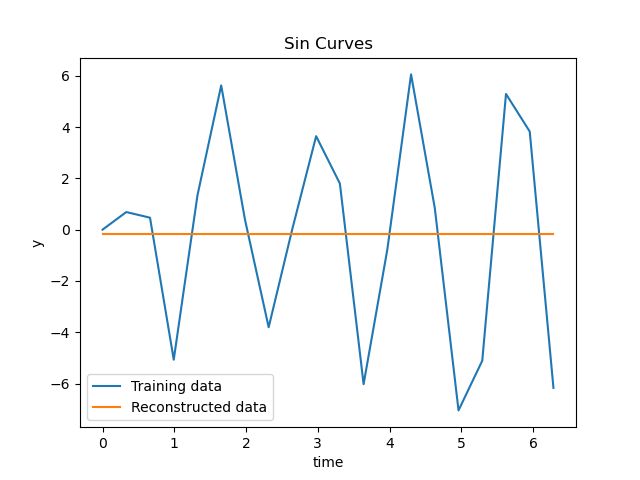 Sin Curves
6
4
2
0
−2
−4
−6
y
Training data
Reconstructed data
0 1 2 3 4 5 6
time